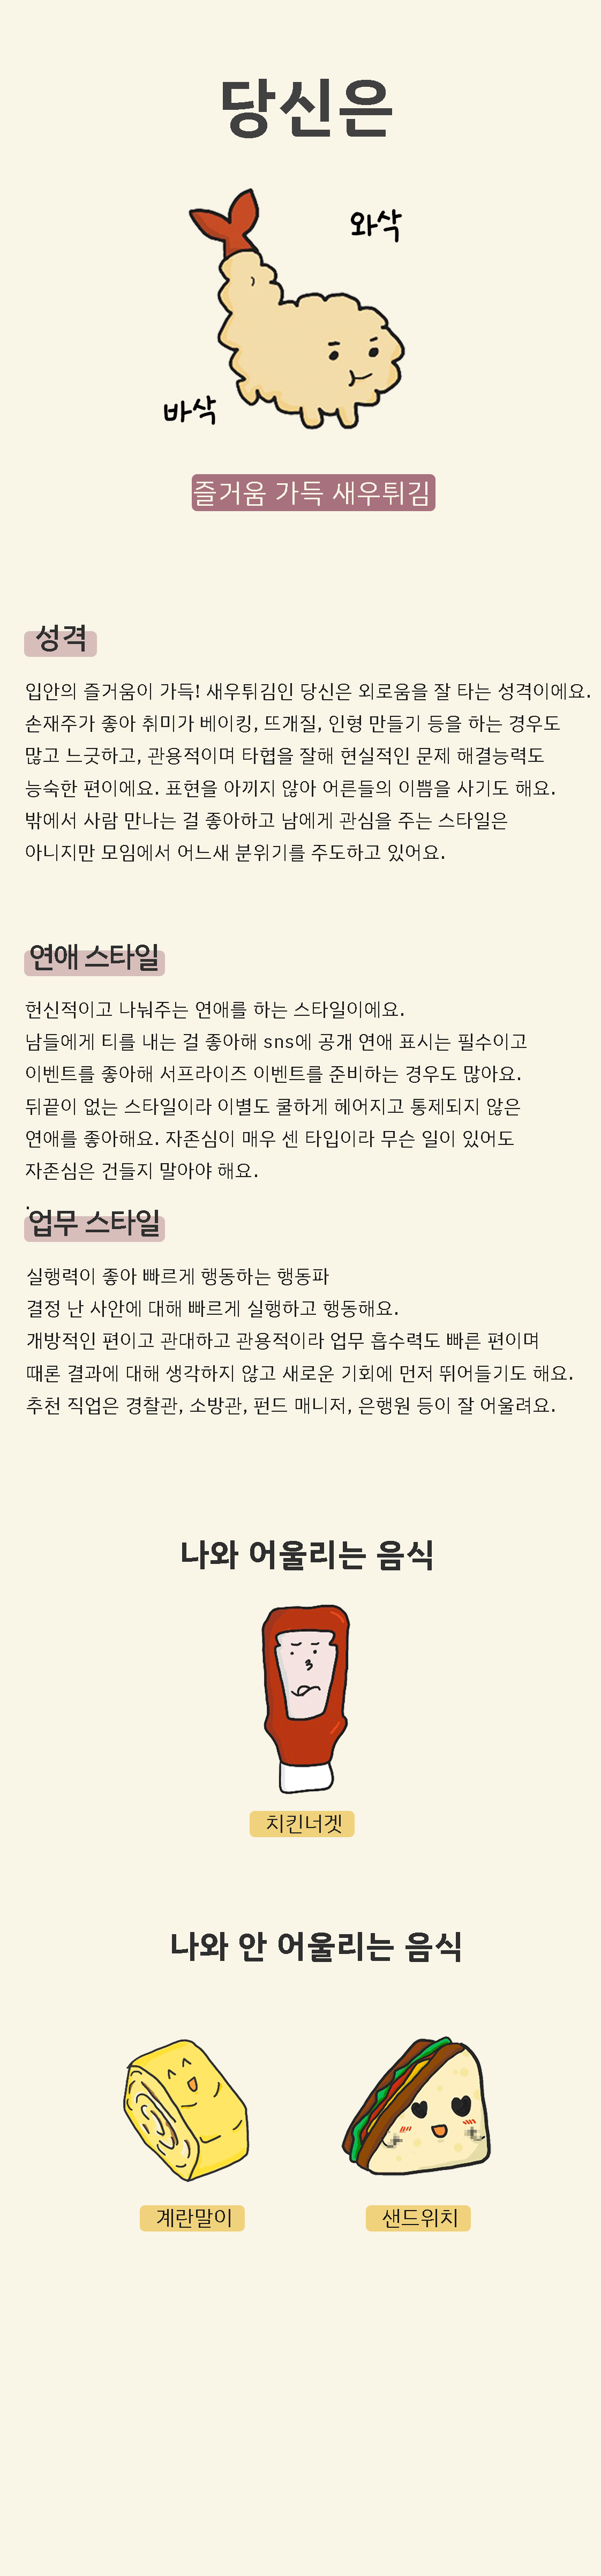 당신은
와삭
바삭
즐거움 가득 새우튀김
성격
입안의 즐거움이 가득! 새우튀김인 당신은 외로움을 잘 타는 성격이에요.
손재주가 좋아 취미가 베이킹, 뜨개질, 인형 만들기 등을 하는 경우도
많고 느긋하고, 관용적이며 타협을 잘해 현실적인 문제 해결능력도
능숙한 편이에요. 표현을 아끼지 않아 어른들의 이쁨을 사기도 해요.
밖에서 사람 만나는 걸 좋아하고 남에게 관심을 주는 스타일은
아니지만 모임에서 어느새 분위기를 주도하고 있어요.
연애 스타일
헌신적이고 나눠주는 연애를 하는 스타일이에요.
남들에게 티를 내는 걸 좋아해 sns에 공개 연애 표시는 필수이고
이벤트를 좋아해 서프라이즈 이벤트를 준비하는 경우도 많아요.
뒤끝이 없는 스타일이라 이별도 쿨하게 헤어지고 통제되지 않은
연애를 좋아해요. 자존심이 매우 센 타입이라 무슨 일이 있어도
자존심은 건들지 말아야 해요.
.
업무 스타일
실행력이 좋아 빠르게 행동하는 행동파
결정 난 사안에 대해 빠르게 실행하고 행동해요.
개방적인 편이고 관대하고 관용적이라 업무 흡수력도 빠른 편이며
때론 결과에 대해 생각하지 않고 새로운 기회에 먼저 뛰어들기도 해요.
추천 직업은 경찰관, 소방관, 펀드 매니저, 은행원 등이 잘 어울려요.
나와 어울리는 음식
치킨너겟
나와 안 어울리는 음식
계란말이
샌드위치